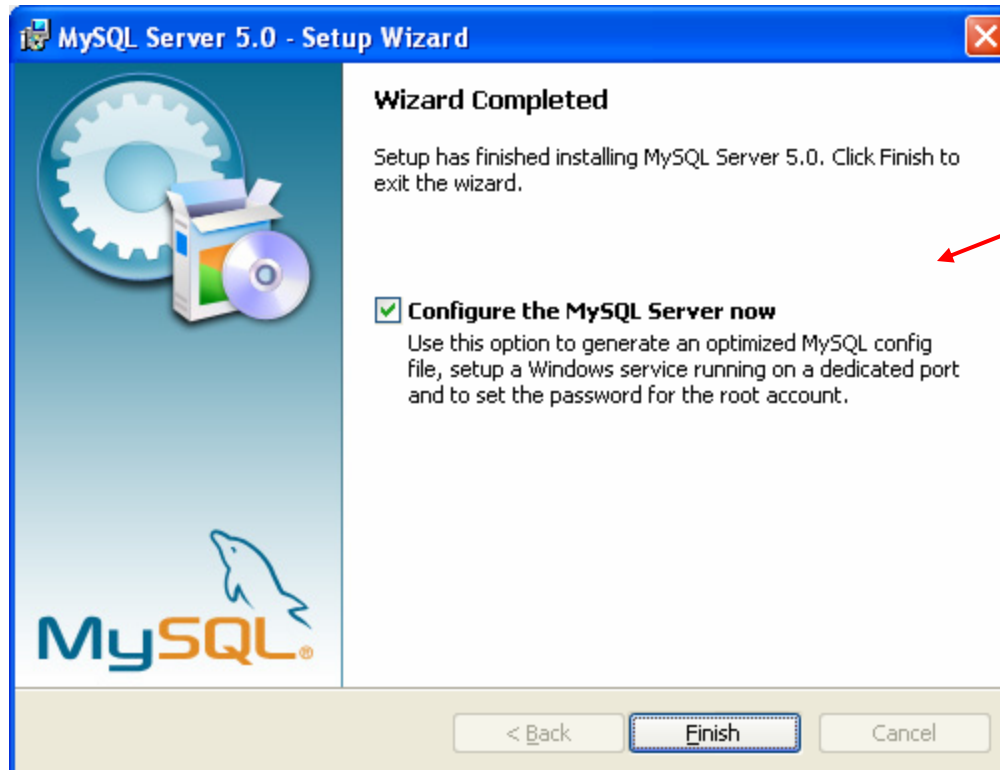 MySQL Server 5.0 - Setup Wizard
Wizard Completed
Setup has finished installing MySQL Server 5.0. Click Finish to
exit the wizard.
Configure the MySQL Server now
Use this option to generate an optimized MySQL config
file, setup a Windows service running on a dedicated port
and to set the password for the root account.
MySQL®
< Back
Finish
Cancel